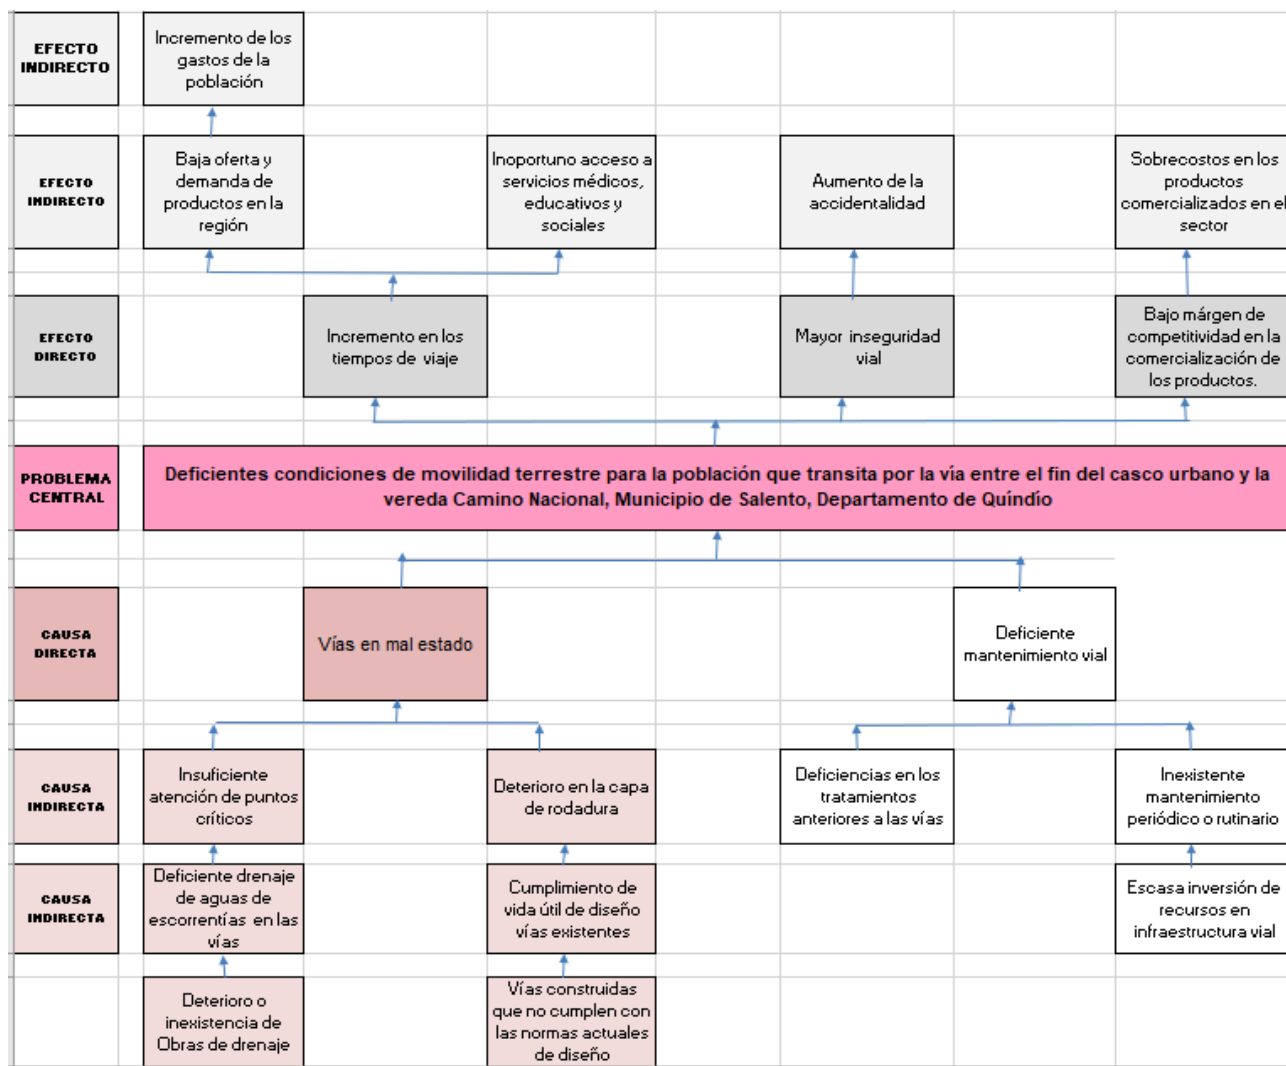 EFECTO
INDIRECTO
Incremento de los
gastos de la
población
EFECTO
INDIRECTO
Baja oferta y
demanda de
productos en la
región
Inoportuno acceso a
servicios médicos,
educativos y
sociales
Aumento de la
accidentalidad
Sobrecostos en los
productos
comercializados en el
sector
EFECTO
DIRECTO
Incremento en los
tiempos de viaje
Mayor inseguridad
vial
Bajo márgen de
competitividad en la
comercialización de
los productos.
PROBLEMA
CENTRAL
Deficientes condiciones de movilidad terrestre para la población que transita por la vía entre el fin del casco urbano y la
vereda Camino Nacional, Municipio de Salento, Departamento de Quíndío
CAUSA
DIRECTA
Vías en mal estado
Deficiente
mantenimiento vial
CAUSA
INDIRECTA
Insuficiente
atención de puntos
críticos
Deterioro en la capa
de rodadura
Deficiencias en los
tratamientos
anteriores a las vías
Inexistente
mantenimiento
periódico o rutinario
CAUSA
INDIRECTA
Deficiente drenaje
de aguas de
escorrentías en las
vías
Cumplimiento de
vida útil de diseño
vías existentes
Escasa inversión de
recursos en
infraestructura vial
Deterioro o
inexistencia de
Obras de drenaje
Vías construidas
que no cumplen con
las normas actuales
de diseño